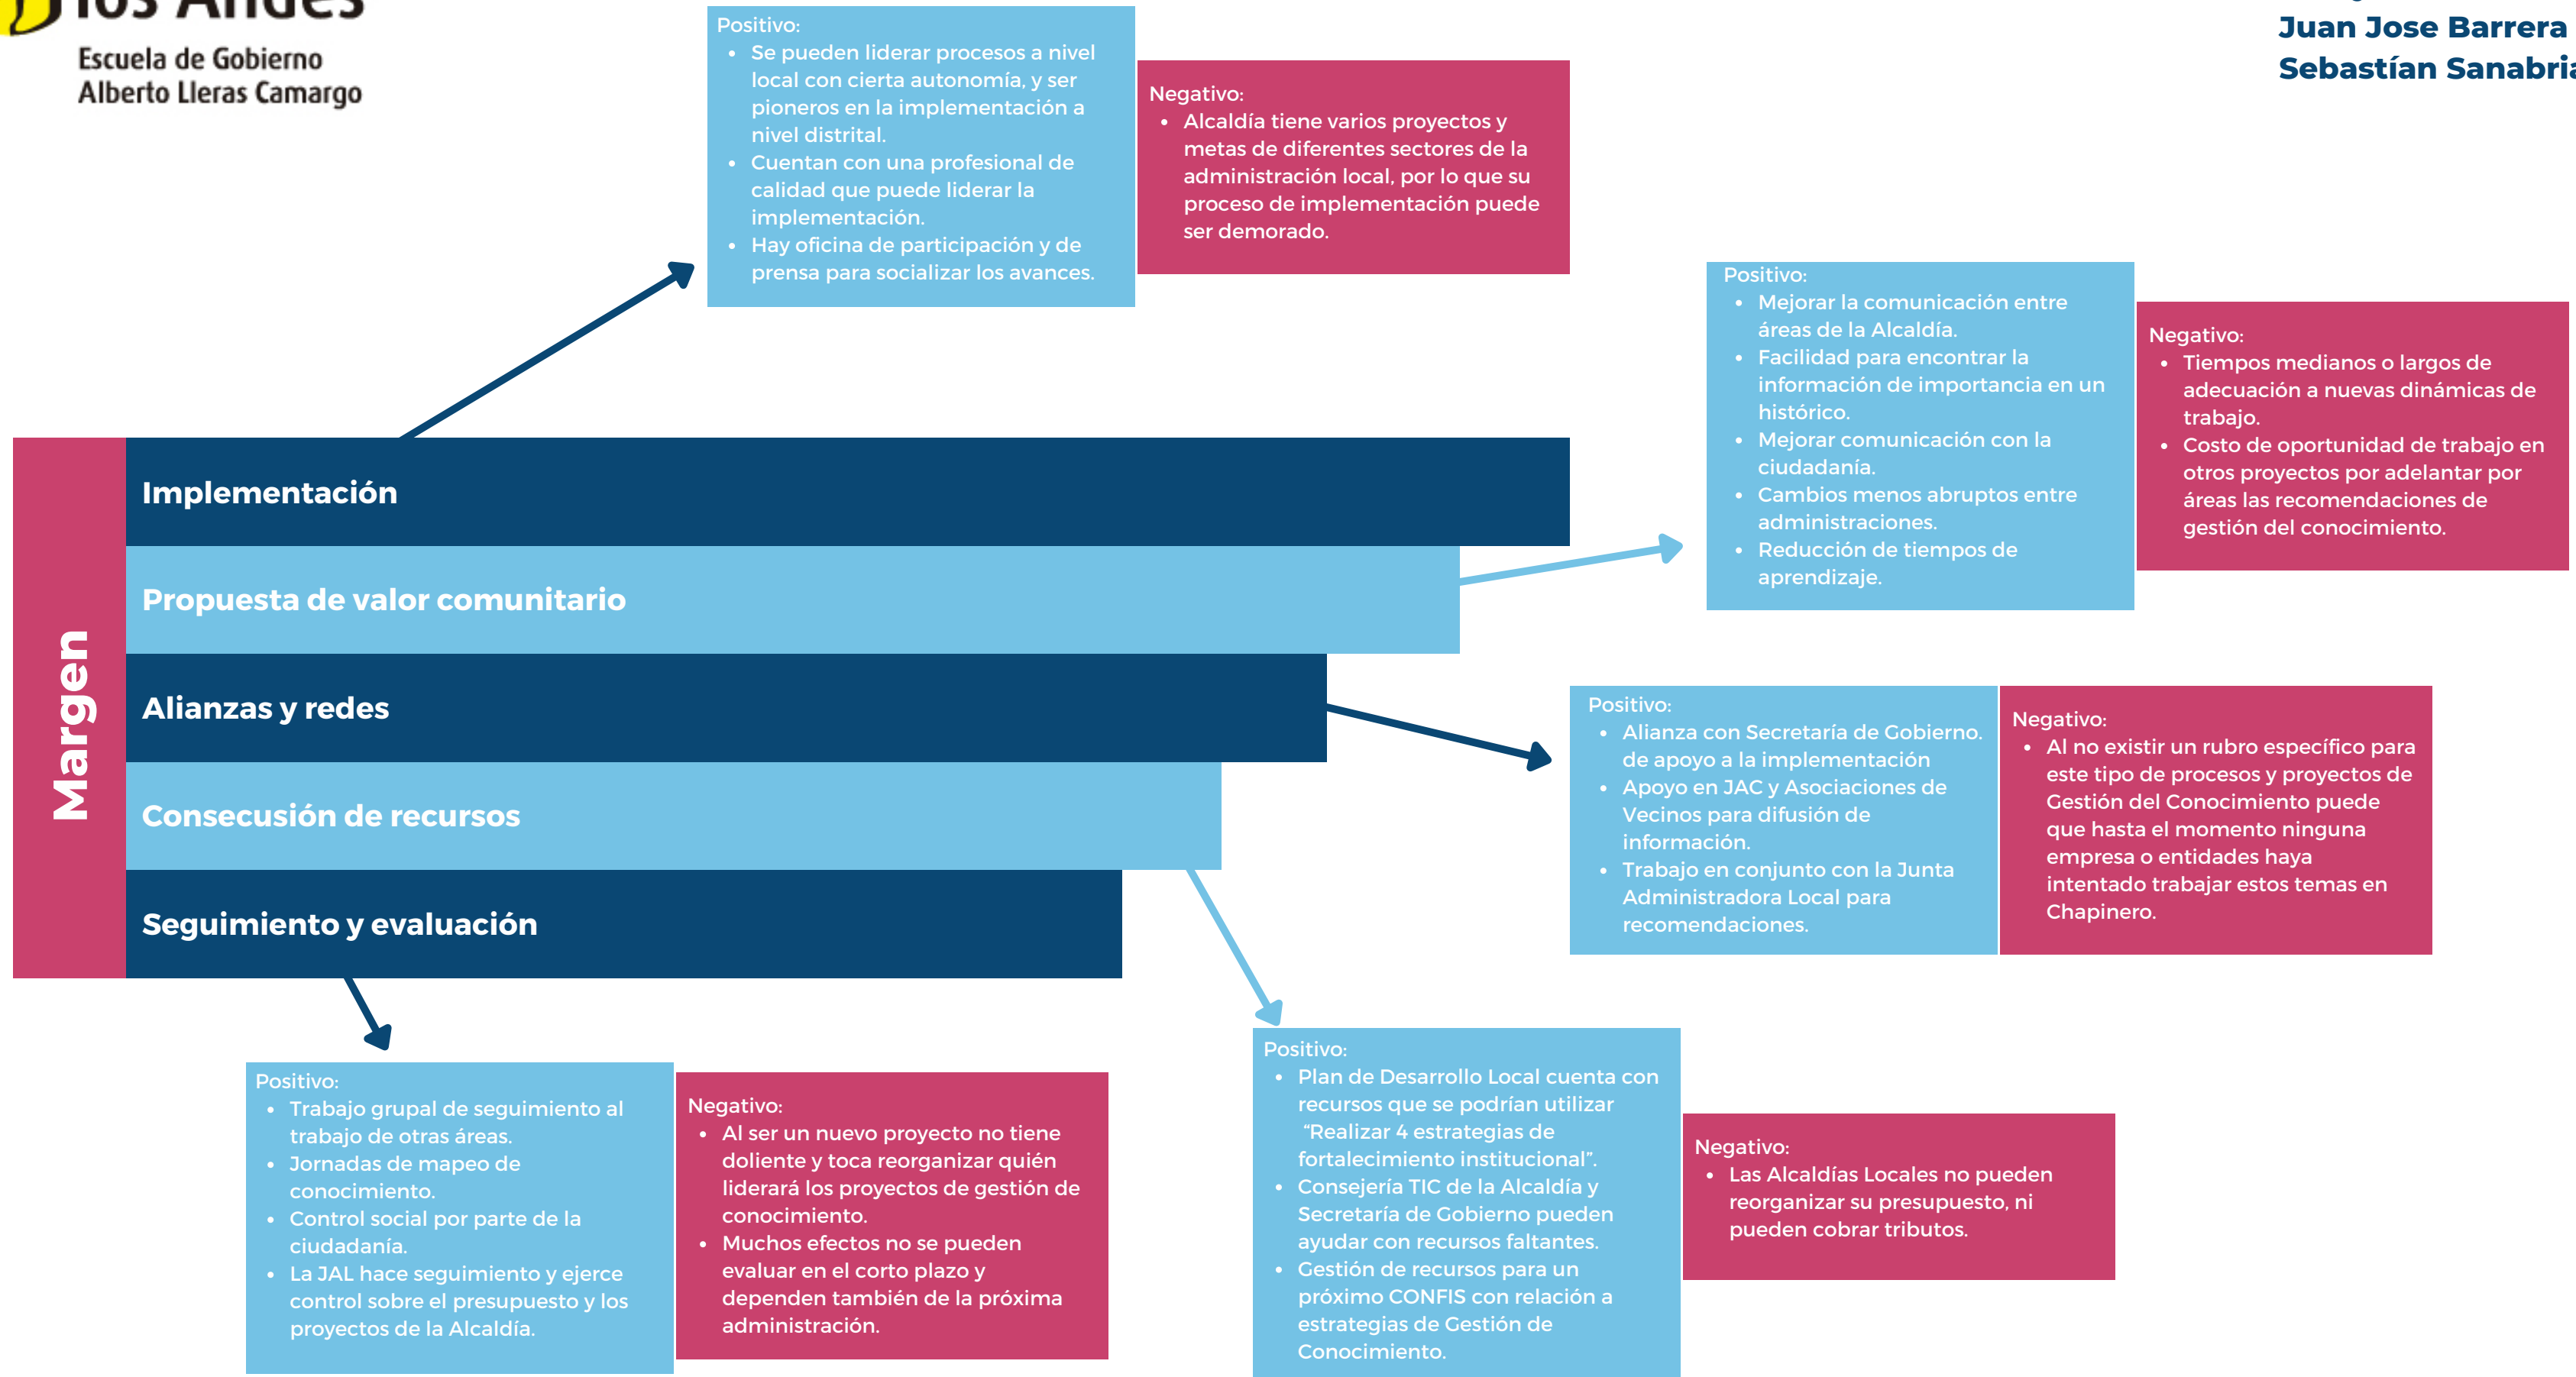 los Andes
Escuela de Gobierno
Alberto Lleras Camargo
Juan Jose Barrera
Sebastían Sanabria
Positivo:
• Se pueden liderar procesos a nivel
local con cierta autonomía, y ser
pioneros en la implementación a
nivel distrital.
• Cuentan con una profesional de
calidad que puede liderar la
implementación.
• Hay oficina de participación y de
prensa para socializar los avances.
Negativo:
• Alcaldía tiene varios proyectos y
metas de diferentes sectores de la
administración local, por lo que su
proceso de implementación puede
ser demorado.
Positivo:
• Mejorar la comunicación entre
áreas de la Alcaldía.
• Facilidad para encontrar la
información de importancia en un
histórico.
• Mejorar comunicación con la
ciudadanía.
• Cambios menos abruptos entre
administraciones.
• Reducción de tiempos de
aprendizaje.
Negativo:
• Tiempos medianos o largos de
adecuación a nuevas dinámicas de
trabajo.
• Costo de oportunidad de trabajo en
otros proyectos por adelantar por
áreas las recomendaciones de
gestión del conocimiento.
Margen
Implementación
Propuesta de valor comunitario
Alianzas y redes
Consecusión de recursos
Seguimiento y evaluación
Positivo:
• Alianza con Secretaría de Gobierno.
de apoyo a la implementación
• Apoyo en JAC y Asociaciones de
Vecinos para difusión de
información.
• Trabajo en conjunto con la Junta
Administradora Local para
recomendaciones.
Negativo:
• Al no existir un rubro específico para
este tipo de procesos y proyectos de
Gestión del Conocimiento puede
que hasta el momento ninguna
empresa o entidades haya
intentado trabajar estos temas en
Chapinero.
Positivo:
• Trabajo grupal de seguimiento al
trabajo de otras áreas.
• Jornadas de mapeo de
conocimiento.
• Control social por parte de la
ciudadanía.
• La JAL hace seguimiento y ejerce
control sobre el presupuesto y los
proyectos de la Alcaldía.
Negativo:
• Al ser un nuevo proyecto no tiene
doliente y toca reorganizar quién
liderará los proyectos de gestión de
conocimiento.
• Muchos efectos no se pueden
evaluar en el corto plazo y
dependen también de la próxima
administración.
Positivo:
• Plan de Desarrollo Local cuenta con
recursos que se podrían utilizar
“Realizar 4 estrategias de
fortalecimiento institucional”.
• Consejería TIC de la Alcaldía y
Secretaría de Gobierno pueden
ayudar con recursos faltantes.
• Gestión de recursos para un
próximo CONFIS con relación a
estrategias de Gestión de
Conocimiento.
Negativo:
• Las Alcaldías Locales no pueden
reorganizar su presupuesto, ni
pueden cobrar tributos.